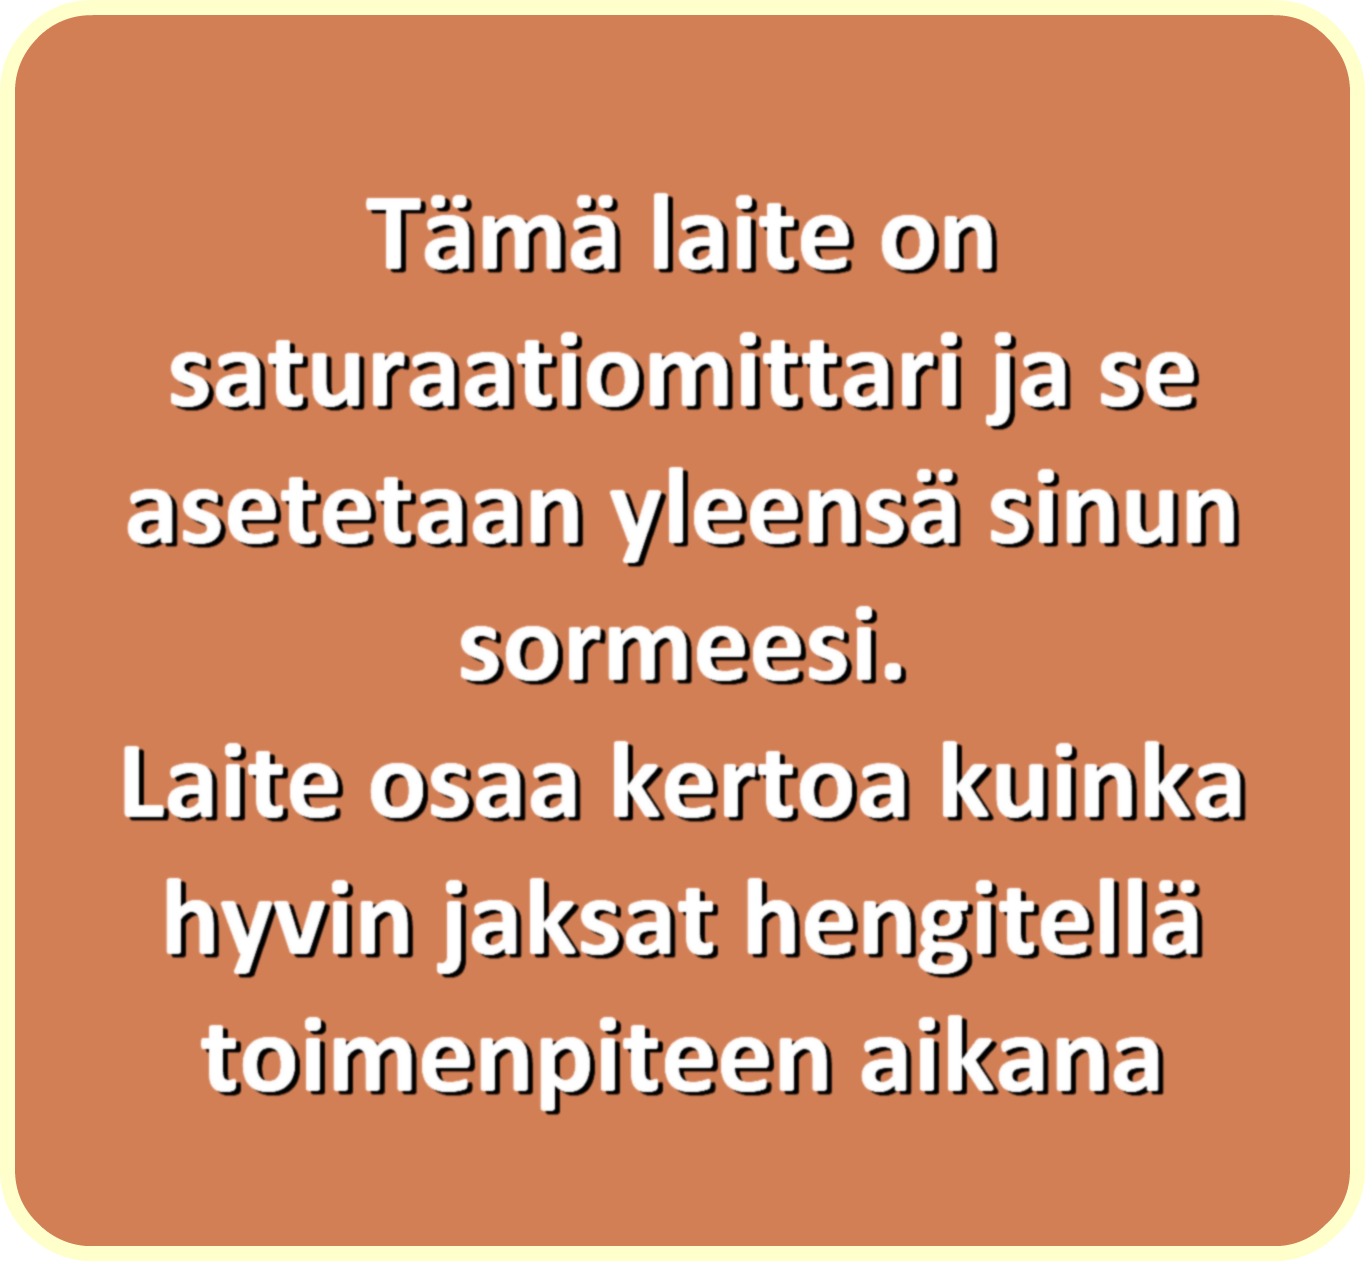 Tämä laite on
saturaatiomittari ja se
asetetaan yleensä sinun
sormeesi.
Laite osaa kertoa kuinka
hyvin jaksat hengitellä
toimenpiteen aikana